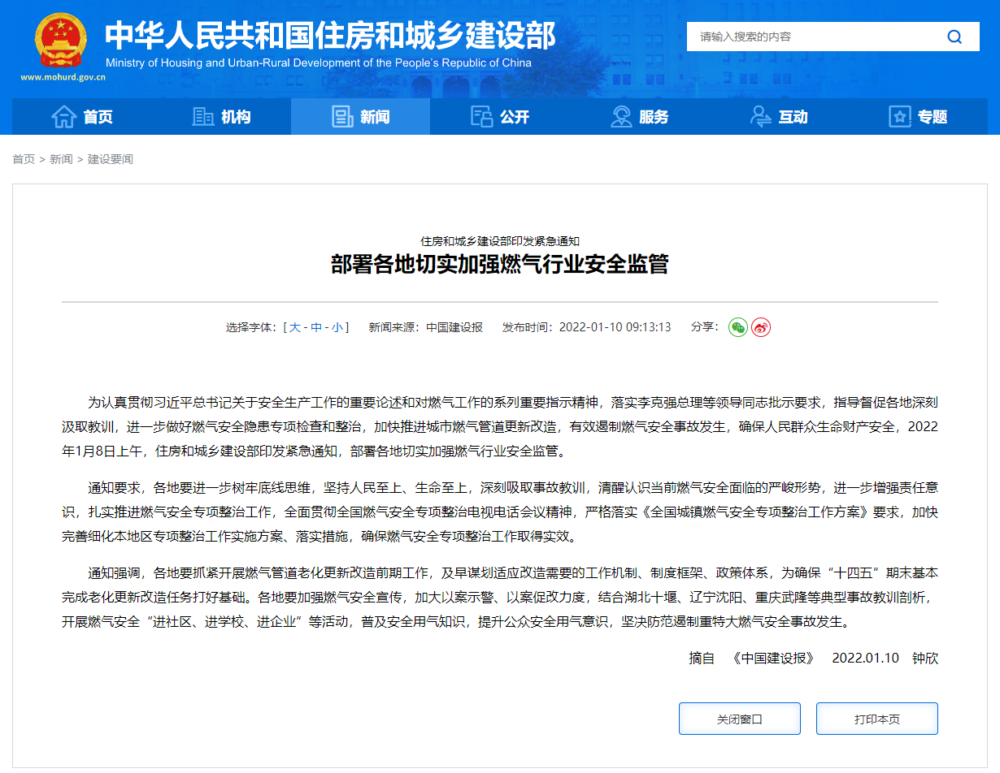 中华人民共和国住房和城乡建设部
Ministry of Housing and Urban-Rural Development of the People's Republic of China
www.mohurd.gov.cn
请输入搜索的内容
首页 机构 新闻 公开 服务 互动 专题
首页 > 新闻 > 建设要闻
住房和城乡建设部印发紧急通知
部署各地切实加强燃气行业安全监管
选择字体：[ 大 - 中 - 小 ] 新闻来源：中国建设报 发布时间：2022-01-10 09:13:13 分享：
为认真贯彻习近平总书记关于安全生产工作的重要论述和对燃气工作的系列重要指示精神，落实李克强总理等领导同志批示要求，指导督促各地深刻
汲取教训，进一步做好燃气安全隐患专项检查和整治，加快推进城市燃气管道更新改造，有效遏制燃气安全事故发生，确保人民群众生命财产安全，2022
年1月8日上午，住房和城乡建设部印发紧急通知，部署各地切实加强燃气行业安全监管。
通知要求，各地要进一步树牢底线思维，坚持人民至上、生命至上，深刻吸取事故教训，清醒认识当前燃气安全面临的严峻形势，进一步增强责任意
识，扎实推进燃气安全专项整治工作，全面贯彻全国燃气安全专项整治电视电话会议精神，严格落实《全国城镇燃气安全专项整治工作方案》要求，加快
完善细化本地区专项整治工作实施方案、落实措施，确保燃气安全专项整治工作取得实效。
通知强调，各地要抓紧开展燃气管道老化更新改造前期工作，及早谋划适应改造需要的工作机制、制度框架、政策体系，为确保“十四五”期末基本
完成老化更新改造任务打好基础。各地要加强燃气安全宣传，加大以案示警、以案促改力度，结合湖北十堰、辽宁沈阳、重庆武隆等典型事故教训剖析，
开展燃气安全“进社区、进学校、进企业”等活动，普及安全用气知识，提升公众安全用气意识，坚决防范遏制重特大燃气安全事故发生。
摘自 《中国建设报》 2022.01.10 钟欣
关闭窗口 打印本页